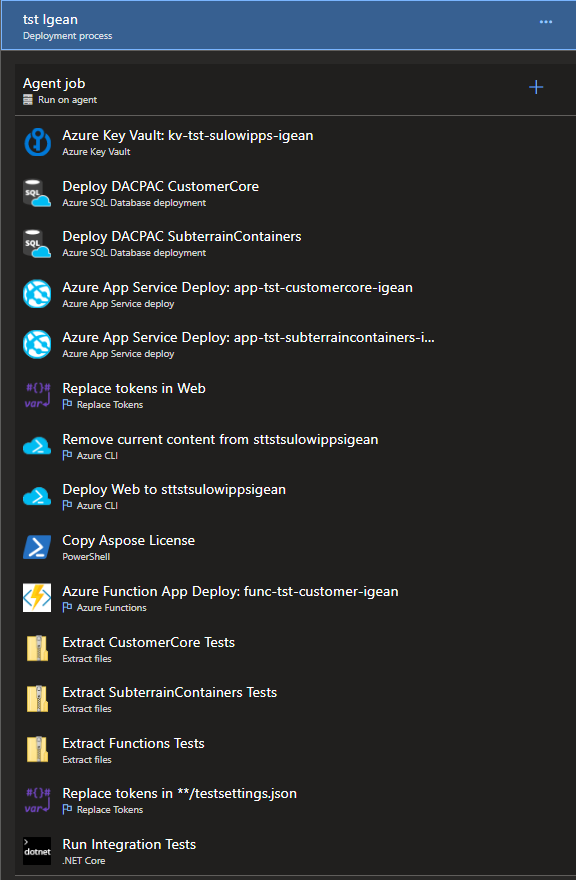 tst Igean
...
Deployment process
Agent job
+
Run on agent
Azure Key Vault: kv-tst-sulowipps-igean
Azure Key Vault
SQL
Deploy DACPAC CustomerCore
Azure SQL Database deployment
SQL
Deploy DACPAC SubterrainContainers
Azure SQL Database deployment
Azure App Service Deploy: app-tst-customercore-igean
Azure App Service deploy
Azure App Service Deploy: app-tst-subterraincontainers-i...
Azure App Service deploy
#{}#
var
Replace tokens in Web
Replace Tokens
Remove current content from sttstsulowippsigean
Azure CLI
Deploy Web to sttstsulowippsigean
Azure CLI
Copy Aspose License
PowerShell
Azure Function App Deploy: func-tst-customer-igean
Azure Functions
Extract CustomerCore Tests
Extract files
Extract SubterrainContainers Tests
Extract files
Extract Functions Tests
Extract files
#{}#
var
Replace tokens in **/testsettings.json
Replace Tokens
>
dotnet
Run Integration Tests
.NET Core